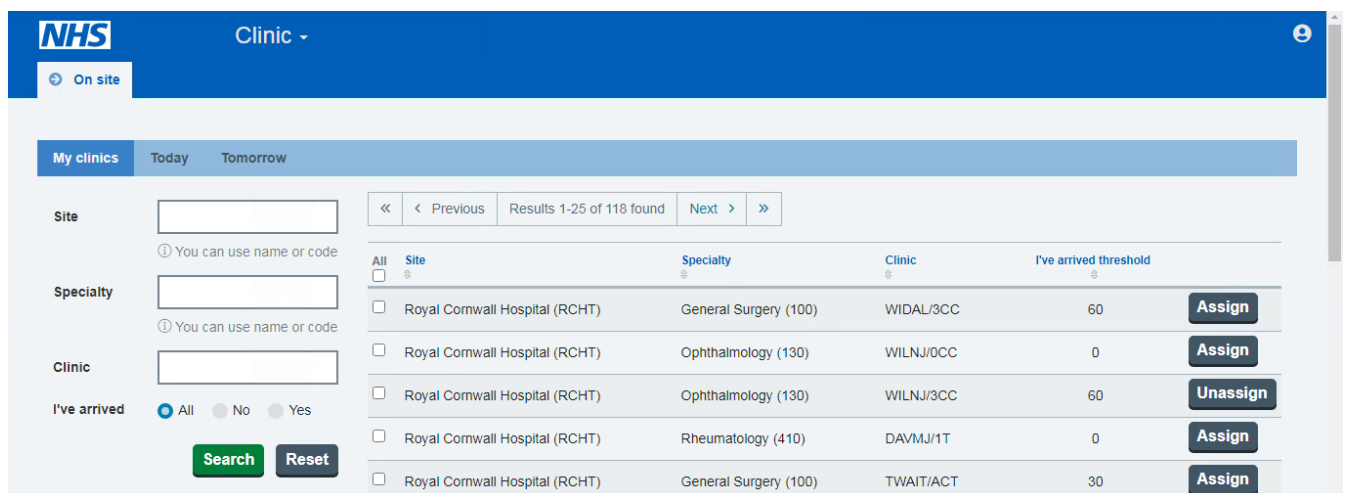 NHS Clinic
On site
My clinics Today Tomorrow
Site
You can use name or code
Specialty
You can use name or code
Clinic
I've arrived All No Yes
Search Reset
« < Previous Results 1-25 of 118 found Next > »
All Site Specialty Clinic I've arrived threshold
Royal Cornwall Hospital (RCHT) General Surgery (100) WIDAL/3CC 60 Assign
Royal Cornwall Hospital (RCHT) Ophthalmology (130) WILNJ/0CC 0 Assign
Royal Cornwall Hospital (RCHT) Ophthalmology (130) WILNJ/3CC 60 Unassign
Royal Cornwall Hospital (RCHT) Rheumatology (410) DAVMJ/1T 0 Assign
Royal Cornwall Hospital (RCHT) General Surgery (100) TWAIT/ACT 30 Assign